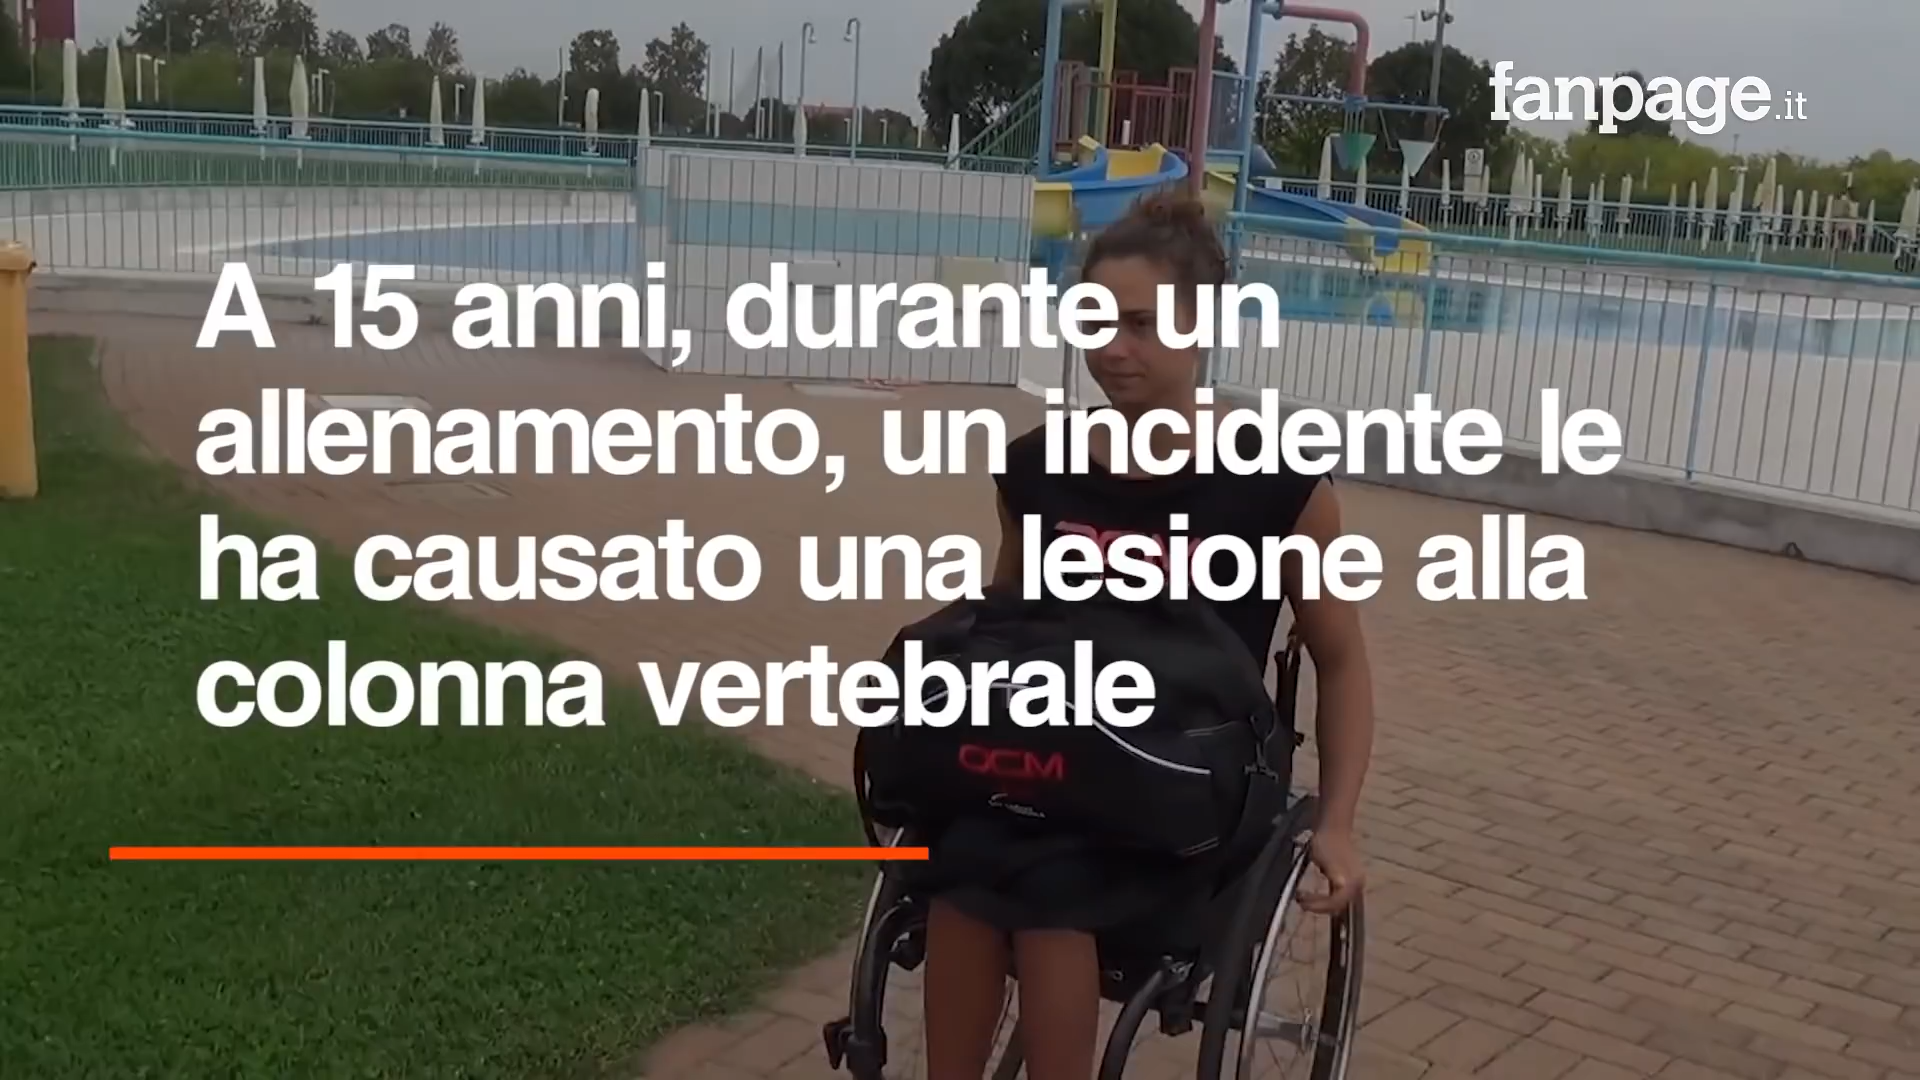 fanpage.it
A 15 anni, durante un
allenamento, un incidente le
ha causato una lesione alla
colonna vertebrale
OCM